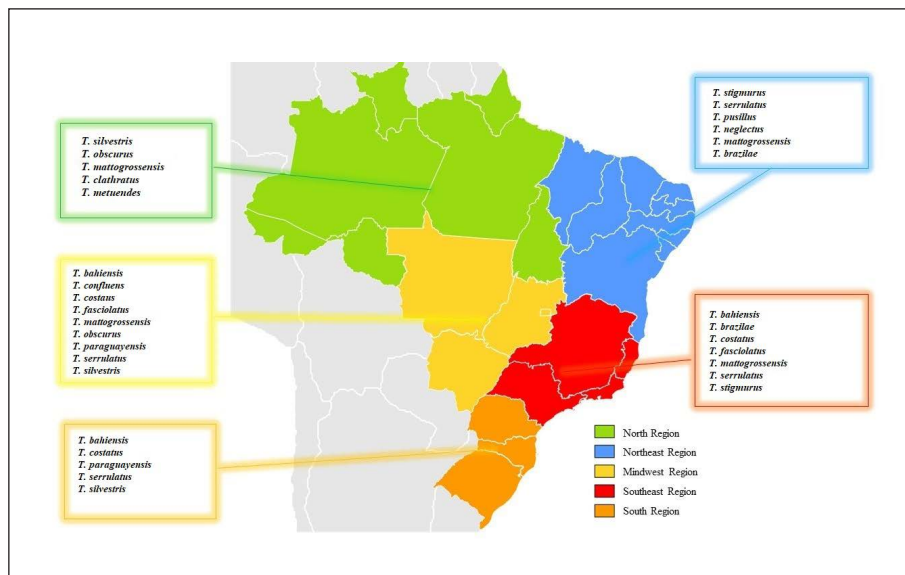 T. silvestris
T. obscurus
T. mattogrossensis
T. clathratus
T. metuendes
T. stigmurus
T. serrulatus
T. pusillus
T. neglectus
T. mattogrossensis
T. brazilae
T. bahiensis
T. confluens
T. costaus
T. fasciolatus
T. mattogrossensis
T. obscurus
T. paraguayensis
T. serrulatus
T. silvestris
T. bahiensis
T. brazilae
T. costatus
T. fasciolatus
T. mattogrossensis
T. serrulatus
T. stigmurus
T. bahiensis
T. costatus
T. paraguayensis
T. serrulatus
T. silvestris
North Region
Northeast Region
Mindwest Region
Southeast Region
South Region